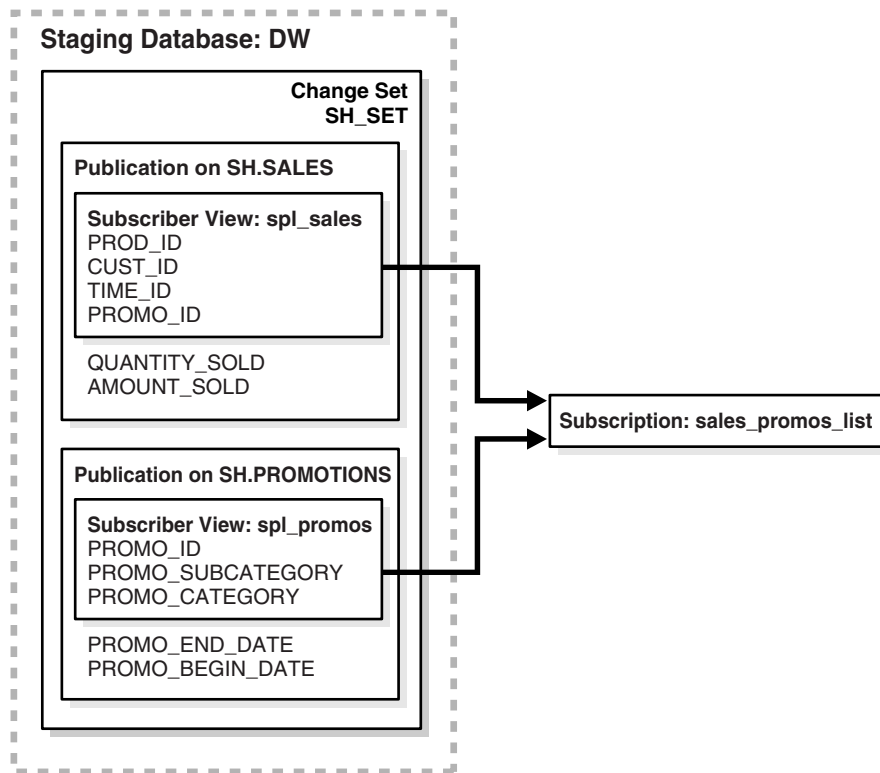 Staging Database: DW
Change Set
SH_SET
Publication on SH.SALES
Subscriber View: spl_sales
PROD_ID
CUST_ID
TIME_ID
PROMO_ID
QUANTITY_SOLD
AMOUNT_SOLD
Subscription: sales_promos_list
Publication on SH.PROMOTIONS
Subscriber View: spl_promos
PROMO_ID
PROMO_SUBCATEGORY
PROMO_CATEGORY
PROMO_END_DATE
PROMO_BEGIN_DATE